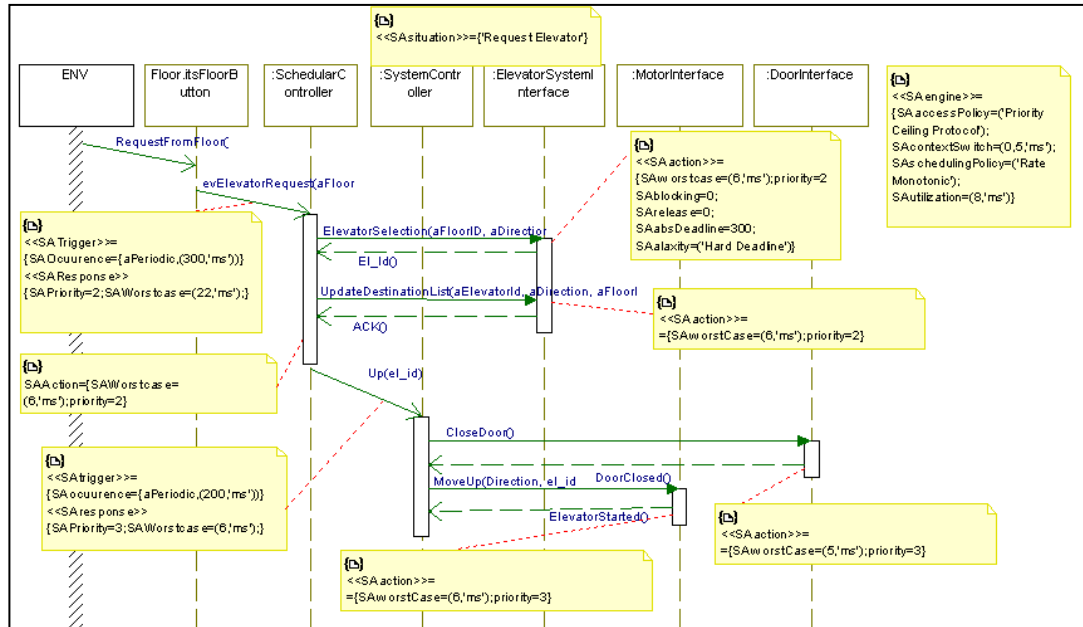 <<SAsituation>>={'Request Elevator'}
ENV
Floor.itsFloorB
utton
:SchedularC
ontroller
:SystemContr
oller
:ElevatorSystemI
nterface
:MotorInterface
:DoorInterface
<<SAengine>>=
{SAaccessPolicy=('Priority
Ceiling Protocol');
SAcontextSwitch=(0,5,'ms');
SAschedulingPolicy=('Rate
Monotonic');
SAutilization=(8,'ms')}
RequestFromFloor(
evElevatorRequest(aFloor
<<SAaction>>=
{SAworstcase=(6,'ms');priority=2
SAblocking=0;
SArelease=0;
SAabsDeadline=300;
SAalaxity=('Hard Deadline')}
<<SATrigger>>=
{SAOcuurence={aPeriodic,(300,'ms'))}
<<SAResponse>>
{SAPriority=2;SAWorstcase=(22,'ms');}
ElevatorSelection(aFloorID, aDirection
El_Id()
UpdateDestinationList(aElevatorId, aDirection, aFloorI
ACK()
<<SAaction>>=
={SAworstCase=(6,'ms');priority=2}
SAAction={SAWorstcase=
(6,'ms');priority=2}
Up(el_id)
CloseDoor()
<<SAtrigger>>=
{SAocuurence={aPeriodic,(200,'ms'))}
<<SAresponse>>
{SAPriority=3;SAWorstcase=(6,'ms');}
MoveUp(Direction, el_id
DoorClosed()
ElevatorStarted()
<<SAaction>>=
={SAworstCase=(5,'ms');priority=3}
<<SAaction>>=
={SAworstCase=(6,'ms');priority=3}